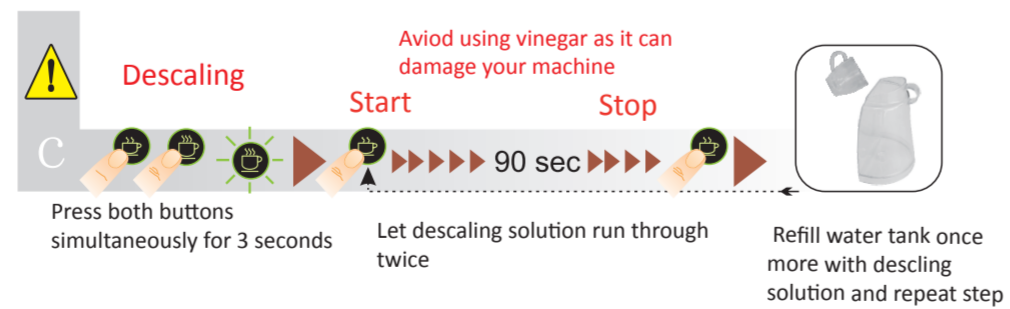 Aviod using vinegar as it can
damage your machine
Descaling
Start
Stop
C
90 sec
Press both buttons
simultaneously for 3 seconds
Let descaling solution run through
twice
Refill water tank once
more with descling
solution and repeat step